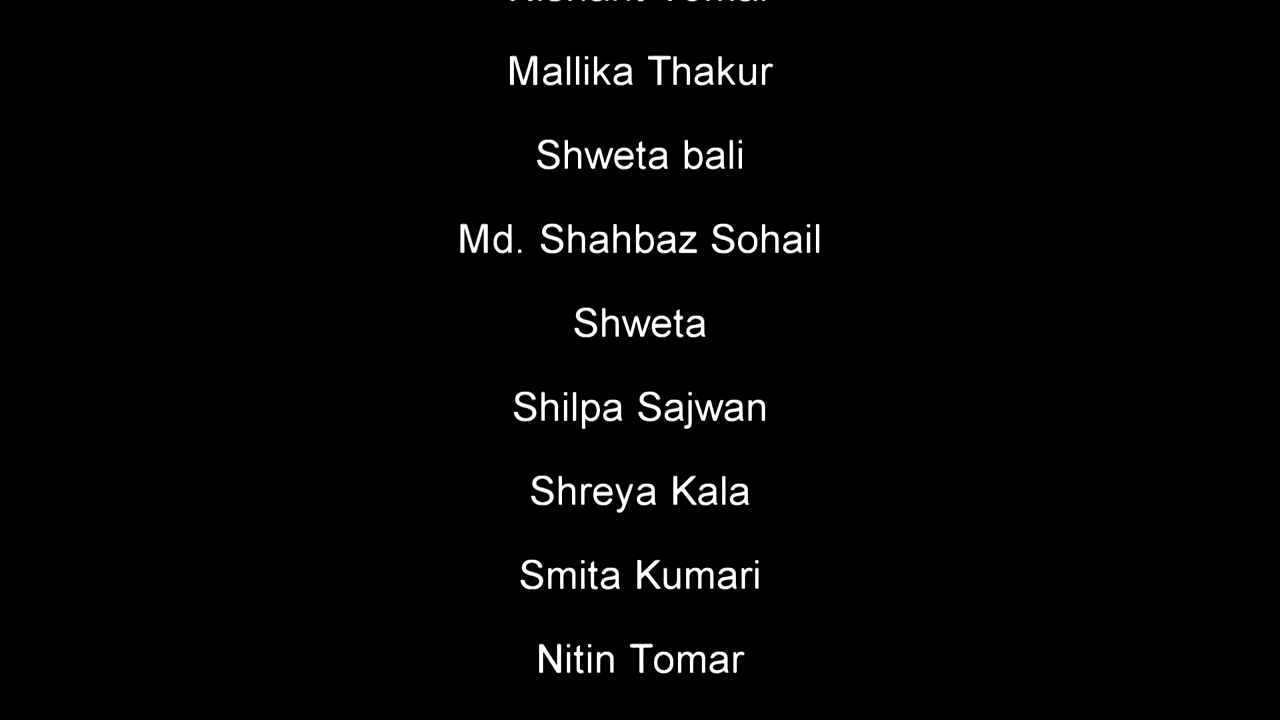 Mallika Thakur
Shweta bali
Md. Shahbaz Sohail
Shweta
Shilpa Sajwan
Shreya Kala
Smita Kumari
Nitin Tomar